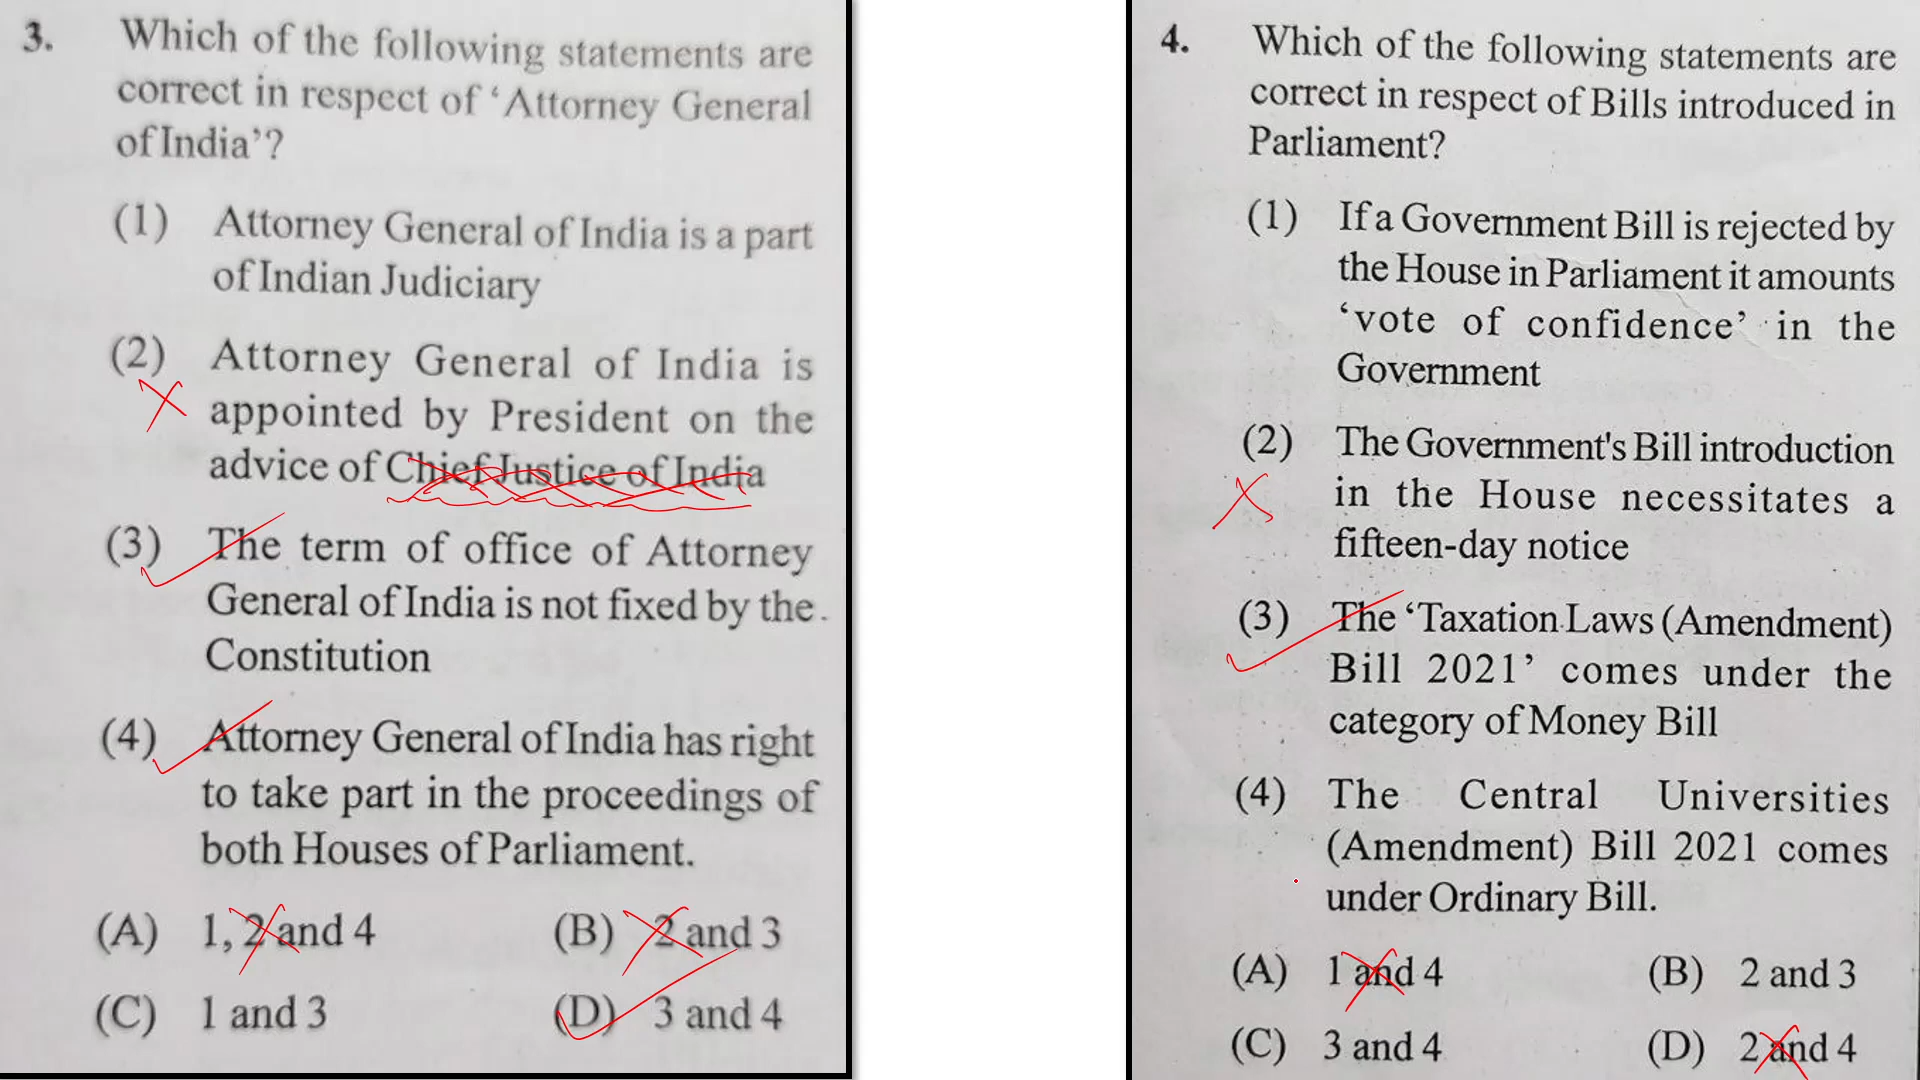 3. Which of the following statements are
correct in respect of ‘Attorney General
of India’?
(1) Attorney General of India is a part
of Indian Judiciary
(2) Attorney General of India is
appointed by President on the
advice of Chief Justice of India
(3) The term of office of Attorney
General of India is not fixed by the
Constitution
(4) Attorney General of India has right
to take part in the proceedings of
both Houses of Parliament.
(A) 1, 2 and 4 (B) 2 and 3
(C) 1 and 3 (D) 3 and 4
4. Which of the following statements are
correct in respect of Bills introduced in
Parliament?
(1) If a Government Bill is rejected by
the House in Parliament it amounts
‘vote of confidence’ in the
Government
(2) The Government's Bill introduction
in the House necessitates a
fifteen-day notice
(3) The ‘Taxation Laws (Amendment)
Bill 2021’ comes under the
category of Money Bill
(4) The Central Universities
(Amendment) Bill 2021 comes
under Ordinary Bill.
(A) 1 and 4 (B) 2 and 3
(C) 3 and 4 (D) 2 and 4